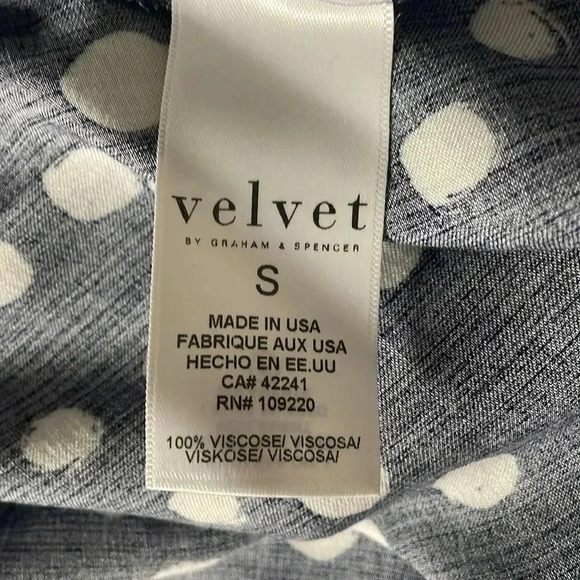 velvet
BY GRAHAM & SPENCER
S
MADE IN USA
FABRIQUE AUX USA
HECHO EN EE.UU
CA# 42241
RN# 109220
100% VISCOSE/ VISCOSA/
VISKOSE/ VISCOSA/